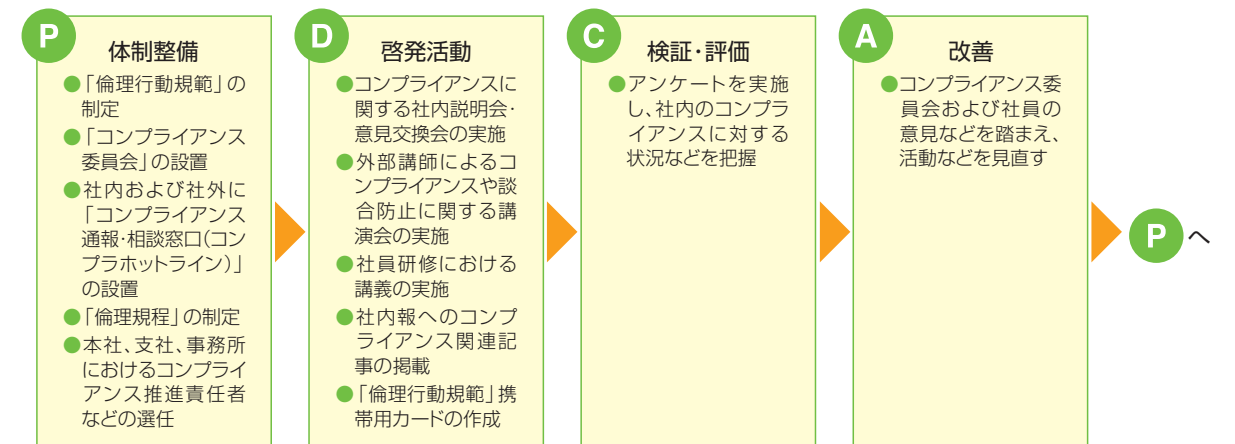 P
体制整備
●「倫理行動規範」の
制定
●「コンプライアンス
委員会」の設置
●社内および社外に
「コンプライアンス
通報・相談窓口(コン
プラホットライン)」
の設置
●「倫理規程」の制定
●本社、支社、事務所
におけるコンプライ
アンス推進責任者
などの選任
D
啓発活動
●コンプライアンスに
関する社内説明会・
意見交換会の実施
●外部講師によるコ
ンプライアンスや談
合防止に関する講
演会の実施
●社員研修における
講義の実施
●社内報へのコンプ
ライアンス関連記
事の掲載
●「倫理行動規範」携
帯用カードの作成
C
検証・評価
●アンケートを実施
し、社内のコンプラ
イアンスに対する
状況などを把握
A
改善
●コンプライアンス委
員会および社員の
意見などを踏まえ、
活動などを見直す
Pへ